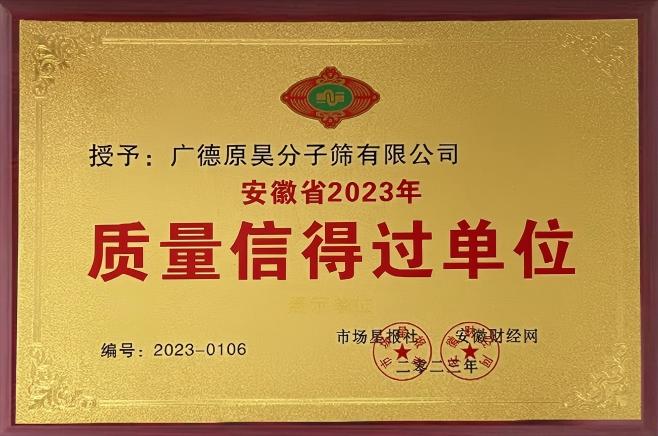 授予：广德原昊分子筛有限公司
安徽省2023年
质量信得过单位
编号：2023-0106
市场星报社 安徽财经网
二零二三年